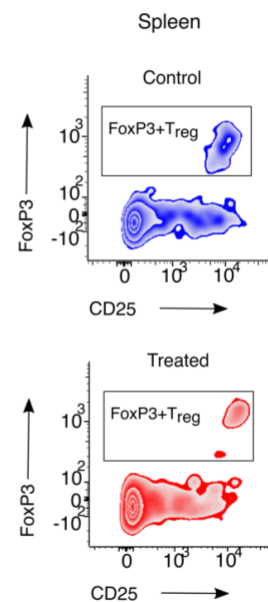 Spleen
Control
FoxP3+Treg
10³
10²
0
-10²
FoxP3
0 10³ 10⁴
CD25
Treated
FoxP3+Treg
10³
10²
0
-10²
FoxP3
0 10³ 10⁴
CD25